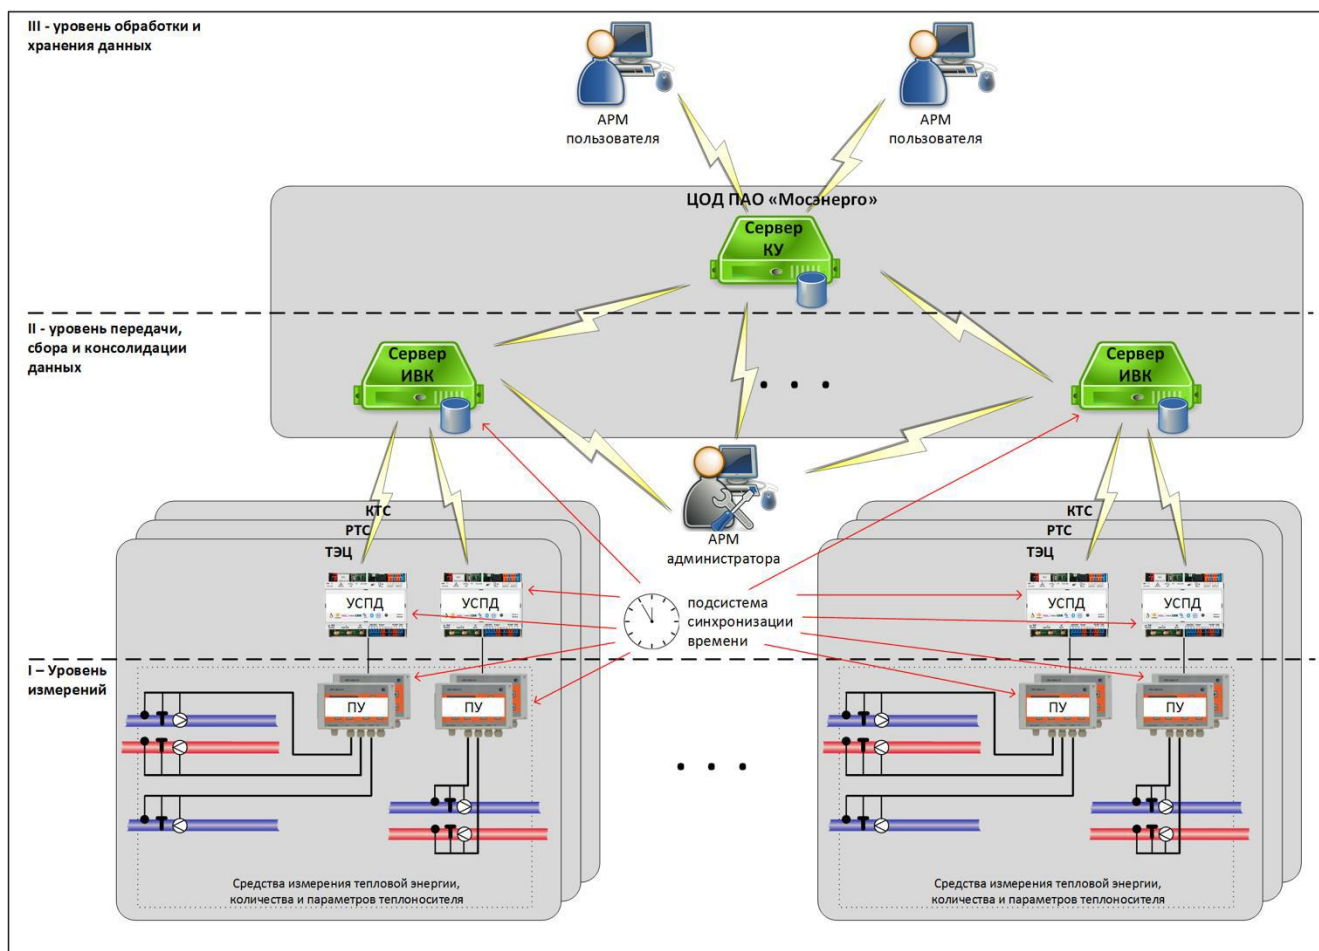 III - уровень обработки и
хранения данных
АРМ
пользователя
АРМ
пользователя
ЦОД ПАО «Мосэнерго»
Сервер
КУ
II - уровень передачи,
сбора и консолидации
данных
Сервер
ИВК
Сервер
ИВК
. . .
АРМ
администратора
КТС
РТС
ТЭЦ
КТС
РТС
ТЭЦ
УСПД
УСПД
подсистема
синхронизации
времени
УСПД
УСПД
I – Уровень
измерений
ПУ
ПУ
ПУ
ПУ
. . .
Средства измерения тепловой энергии,
количества и параметров теплоносителя
Средства измерения тепловой энергии,
количества и параметров теплоносителя